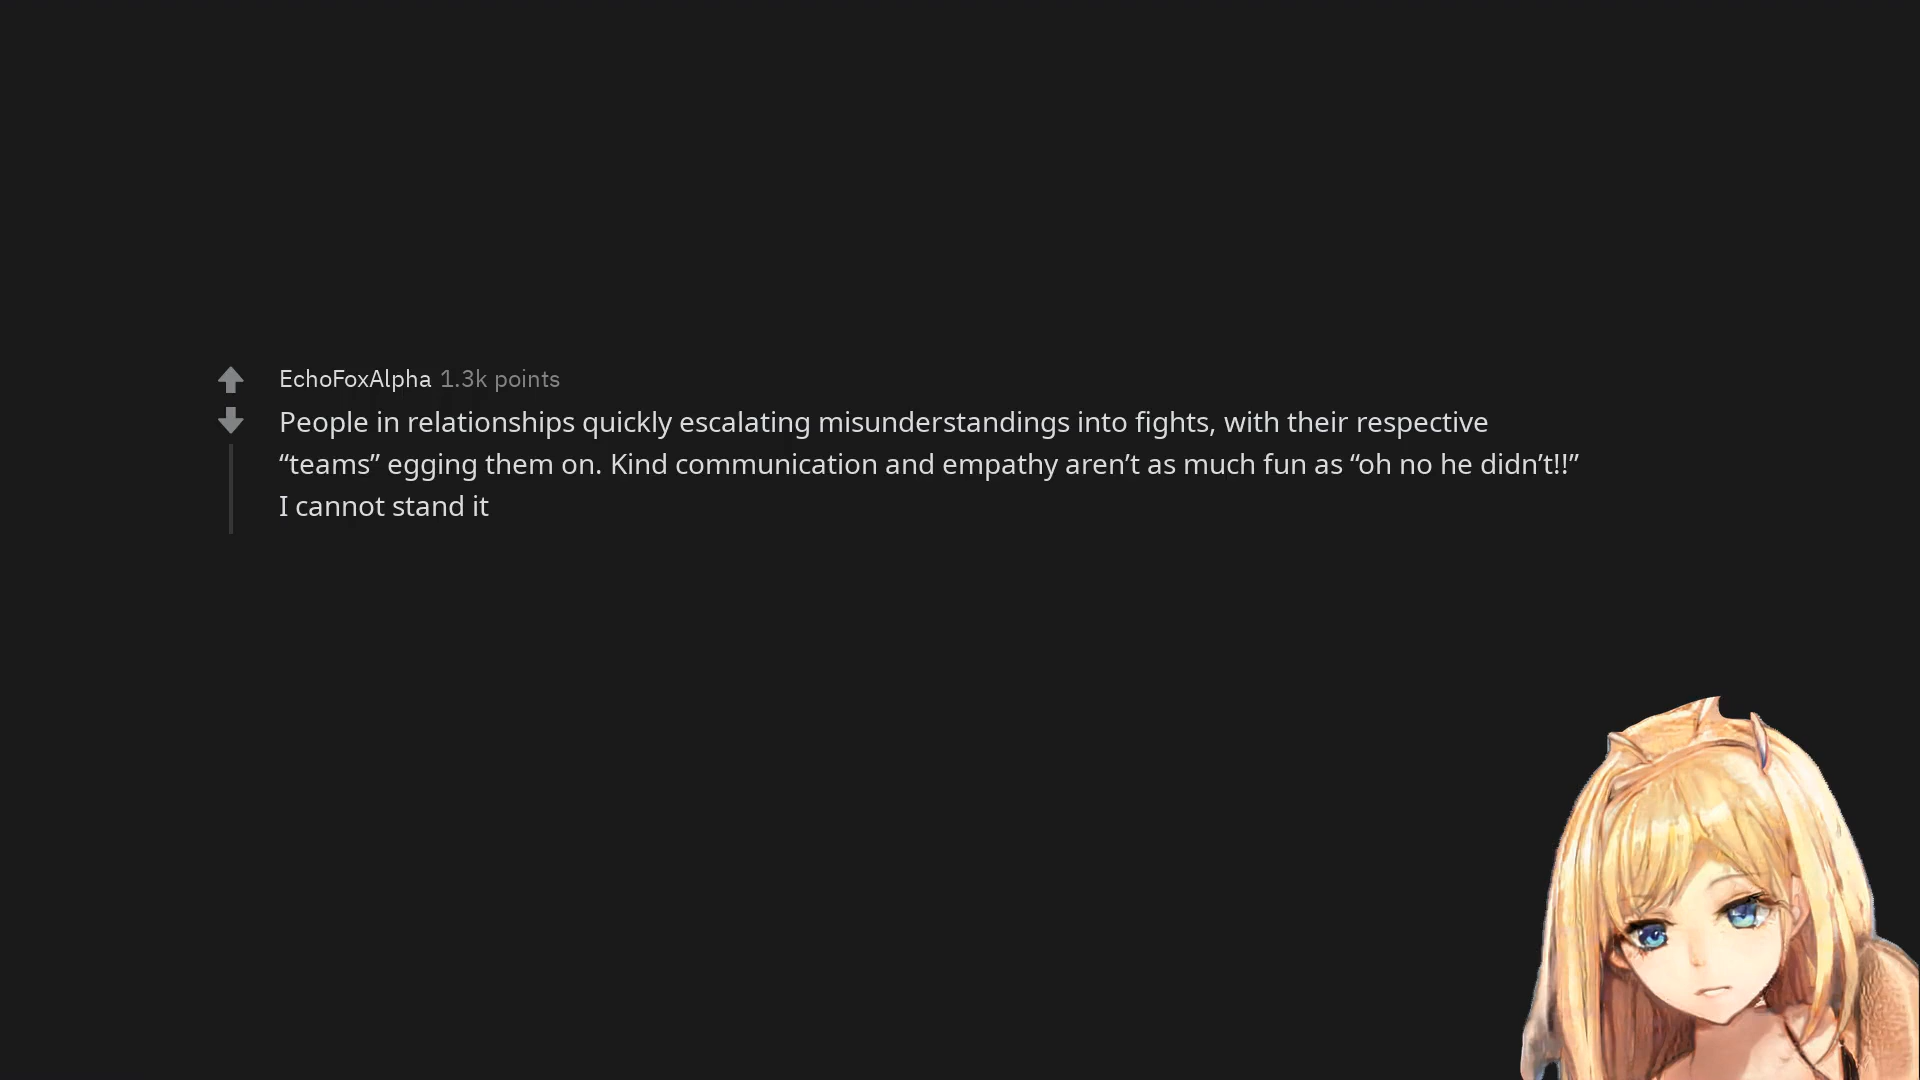 EchoFoxAlpha 1.3k points
People in relationships quickly escalating misunderstandings into fights, with their respective
“teams” egging them on. Kind communication and empathy aren’t as much fun as “oh no he didn’t!!”
I cannot stand it